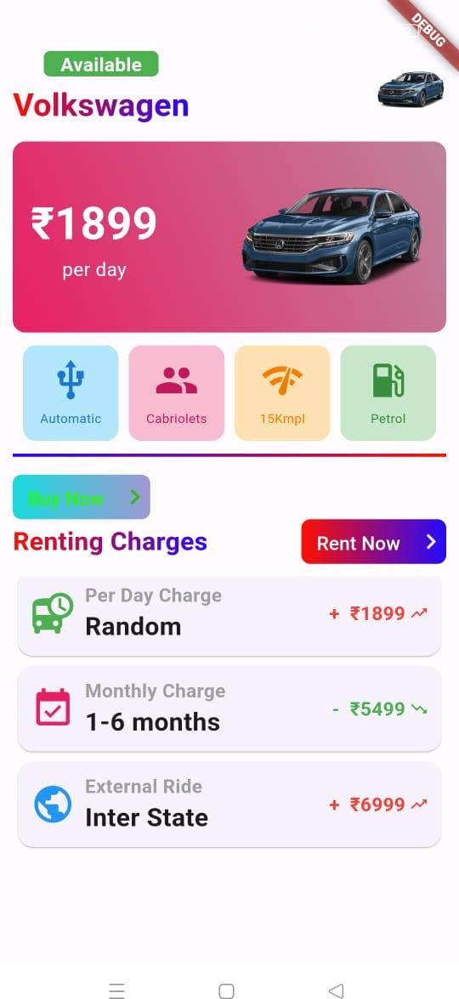 DEBUG
Available
Volkswagen
₹1899
per day
Automatic
Cabriolets
15Kmpl
Petrol
Buy Now
Renting Charges
Rent Now
Per Day Charge
Random
+ ₹1899
Monthly Charge
1-6 months
- ₹5499
External Ride
Inter State
+ ₹6999